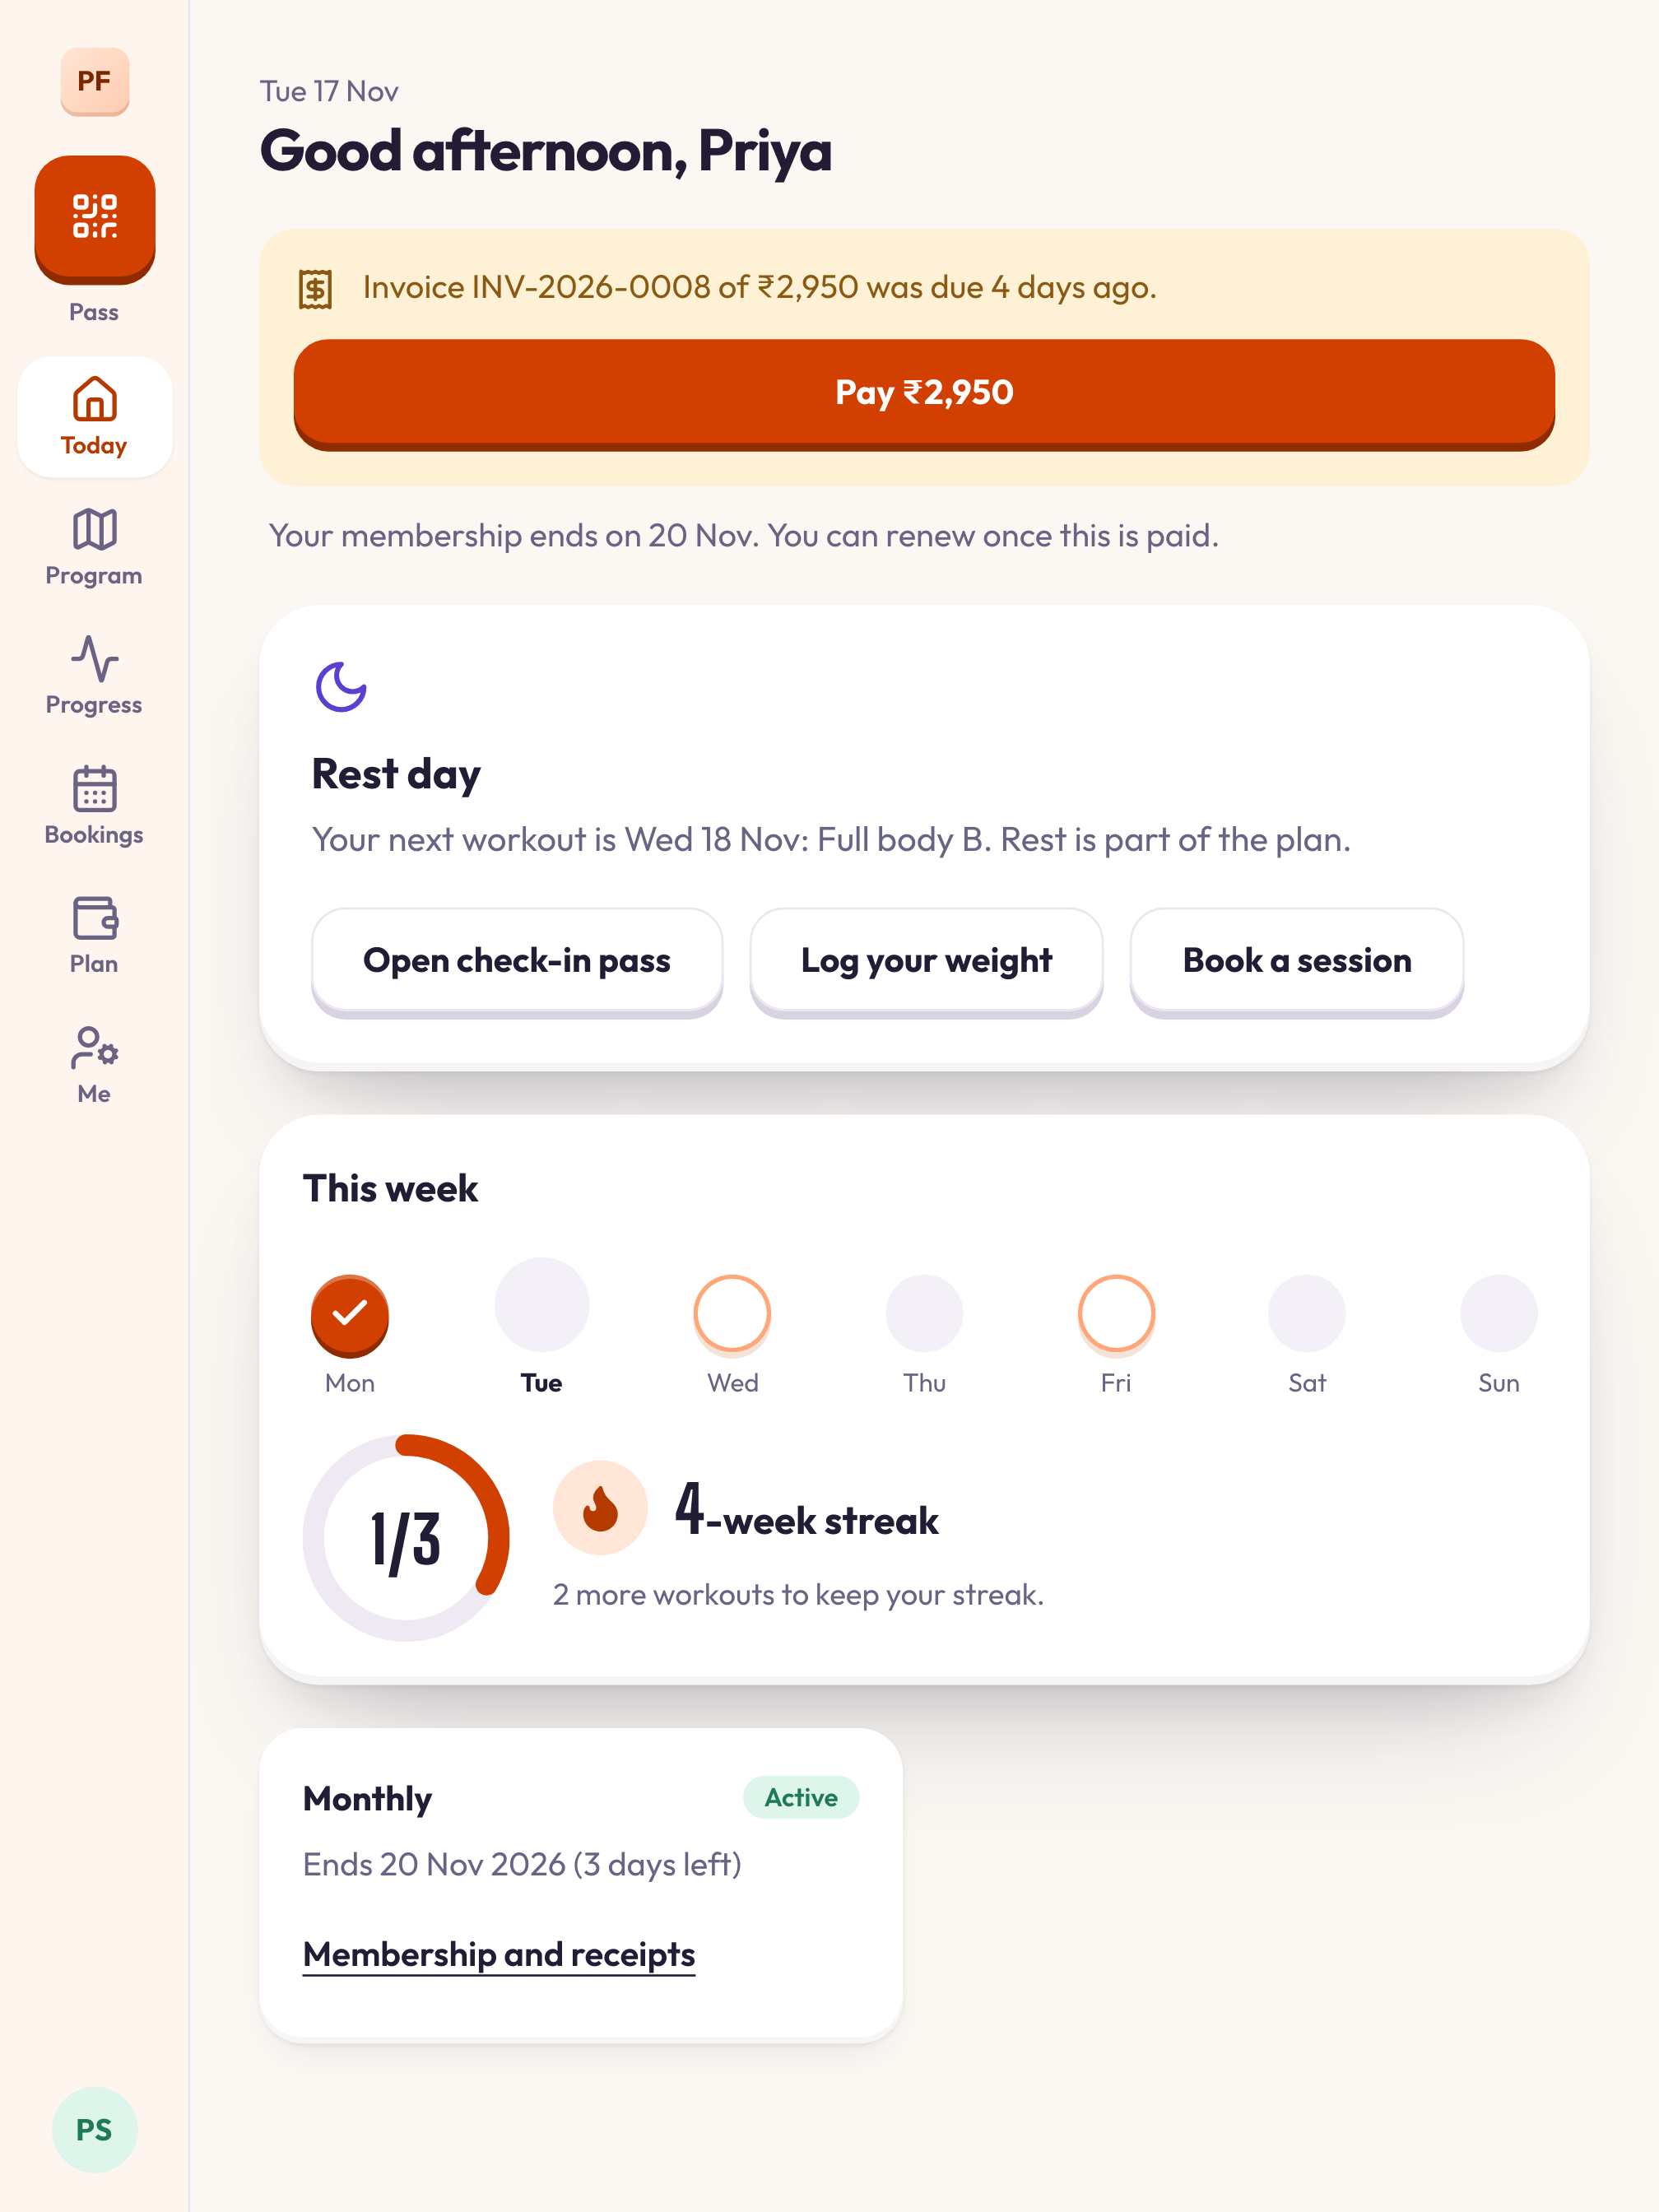 PF
Pass
Today
Program
Progress
Bookings
Plan
Me
PS
Tue 17 Nov
Good afternoon, Priya
Invoice INV-2026-0008 of ₹2,950 was due 4 days ago.
Pay ₹2,950
Your membership ends on 20 Nov. You can renew once this is paid.
Rest day
Your next workout is Wed 18 Nov: Full body B. Rest is part of the plan.
Open check-in pass
Log your weight
Book a session
This week
Mon
Tue
Wed
Thu
Fri
Sat
Sun
1/3
4-week streak
2 more workouts to keep your streak.
Monthly
Active
Ends 20 Nov 2026 (3 days left)
Membership and receipts